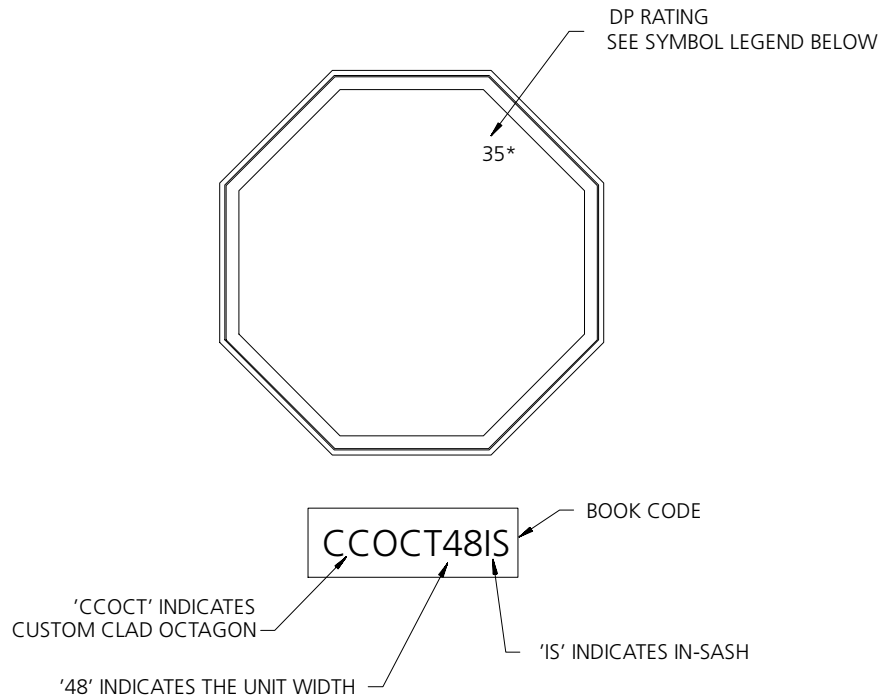 DP RATING
SEE SYMBOL LEGEND BELOW
35*
CCOCT48IS
BOOK CODE
'CCOCT' INDICATES
CUSTOM CLAD OCTAGON
'IS' INDICATES IN-SASH
'48' INDICATES THE UNIT WIDTH